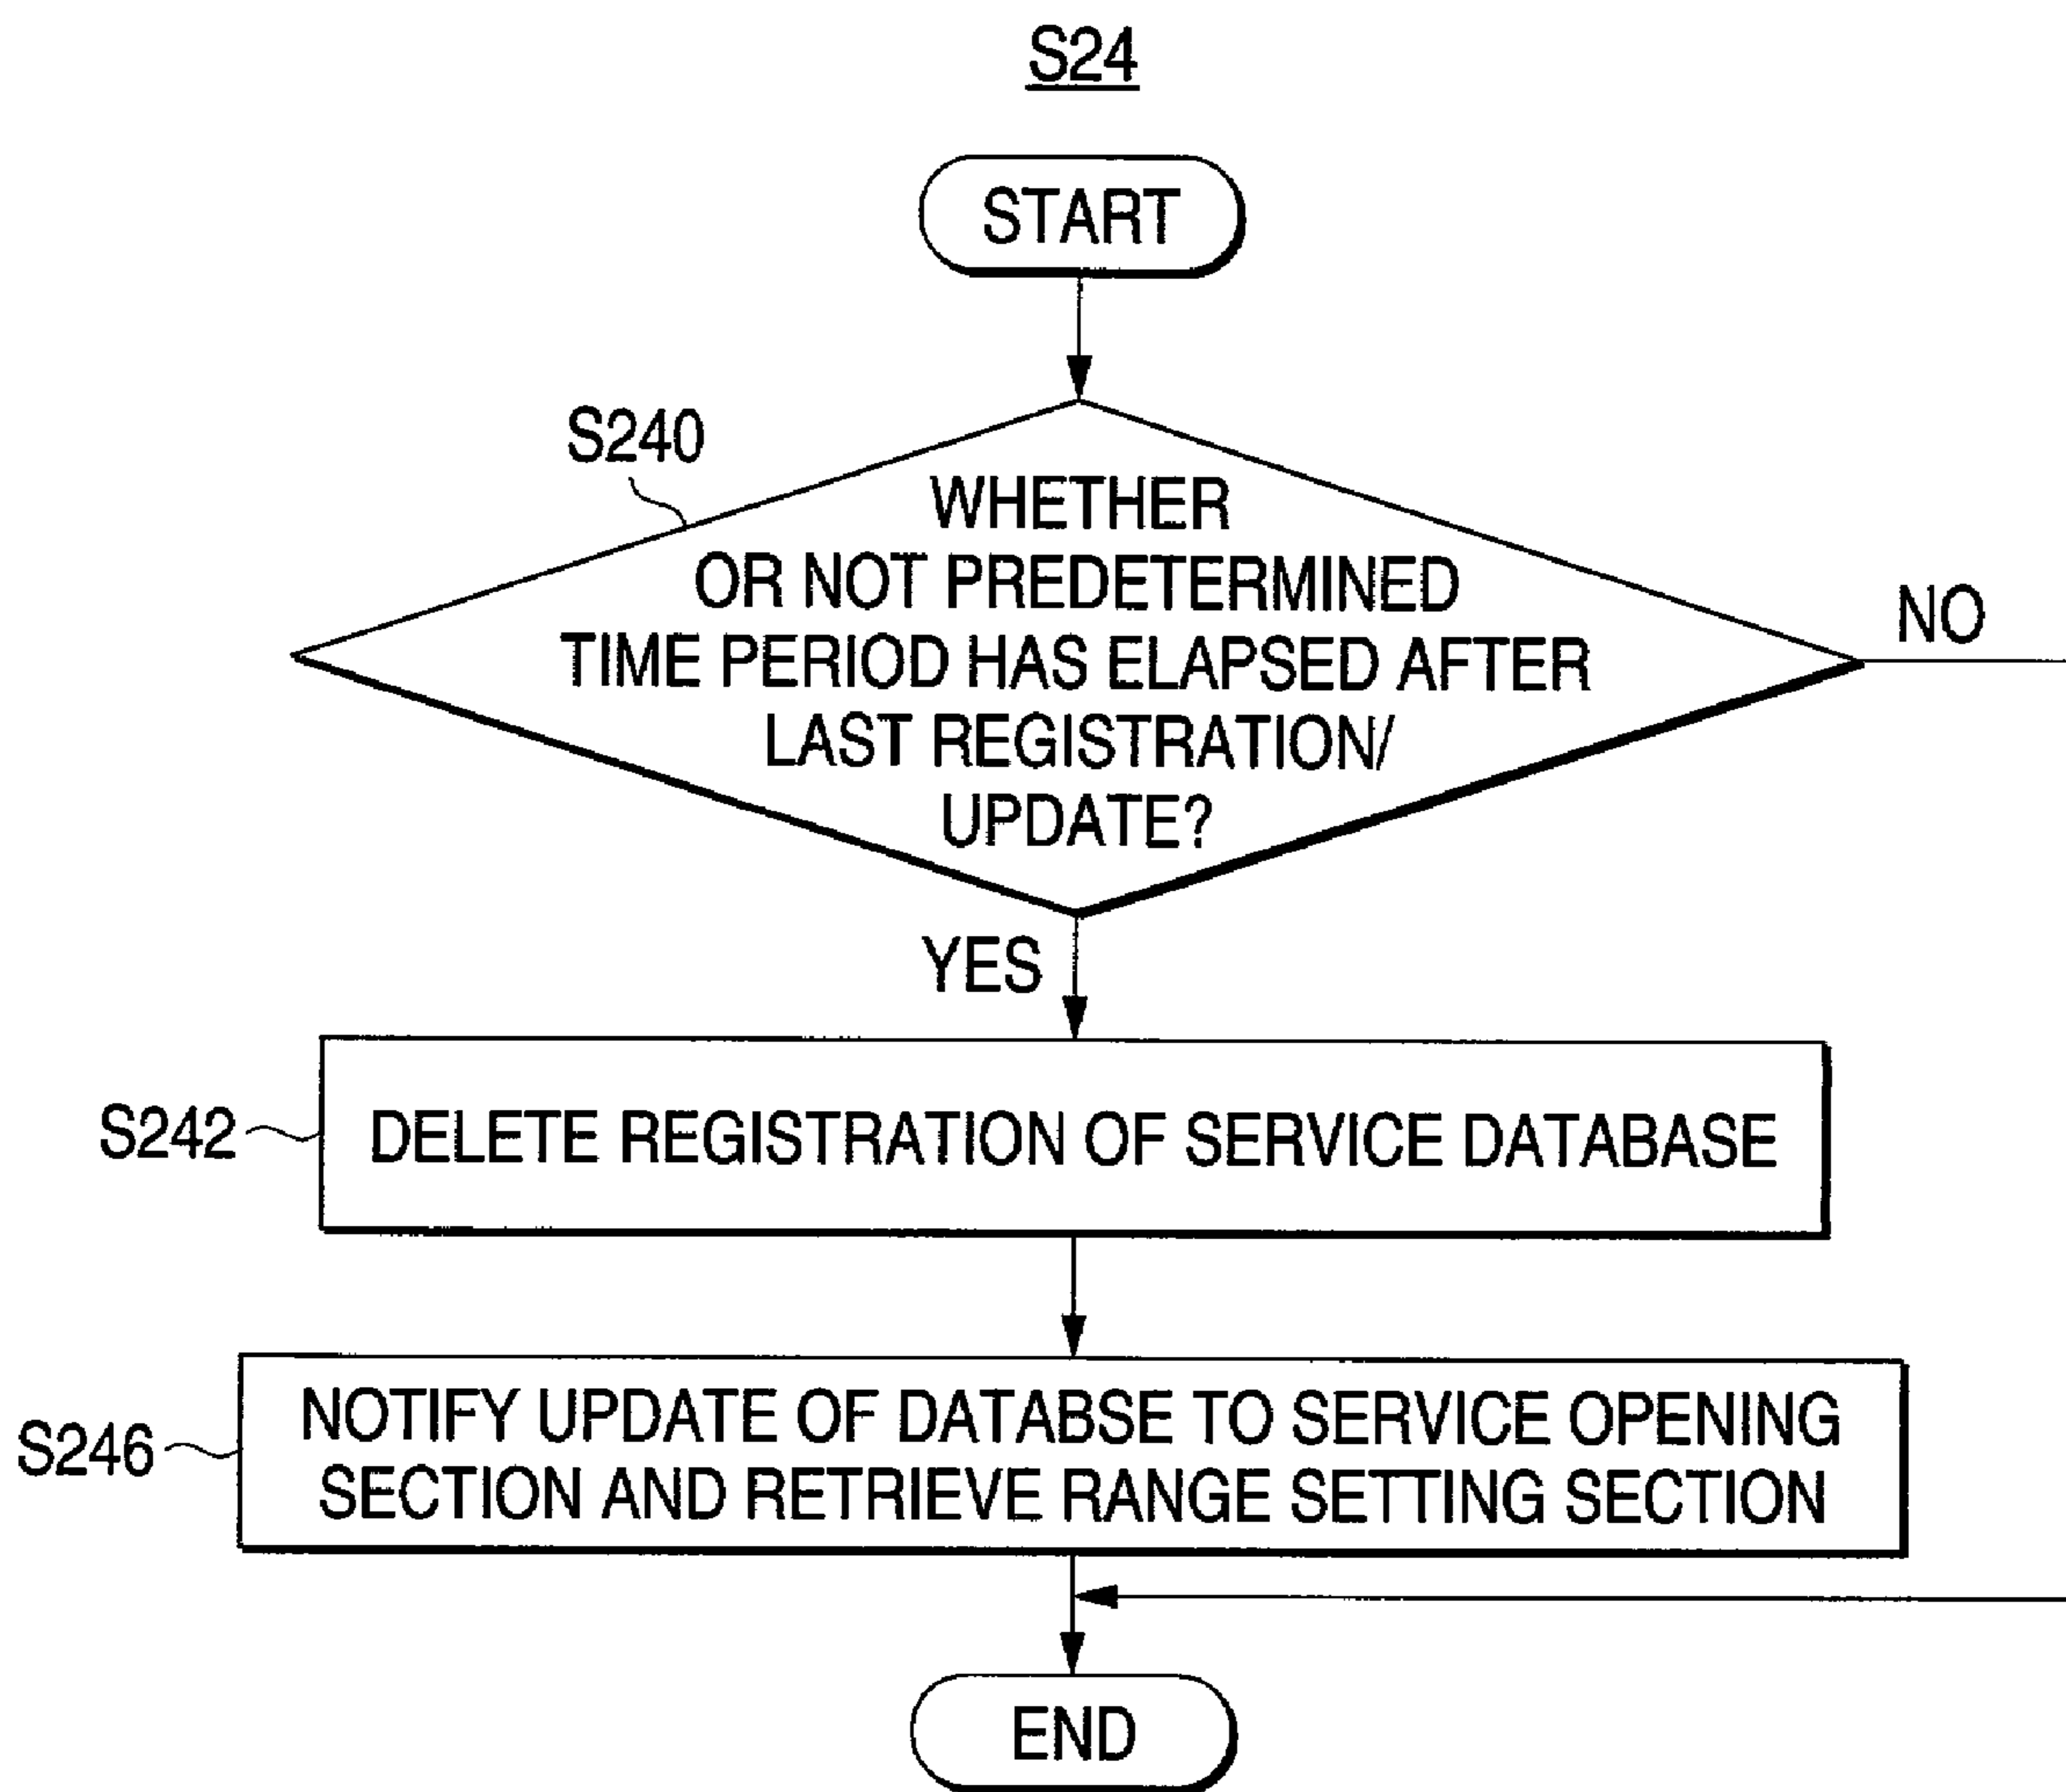 S24
START
S240
WHETHER
OR NOT PREDETERMINED
TIME PERIOD HAS ELAPSED AFTER
LAST REGISTRATION/
UPDATE?
NO
YES
S242
DELETE REGISTRATION OF SERVICE DATABASE
S246
NOTIFY UPDATE OF DATABSE TO SERVICE OPENING
SECTION AND RETRIEVE RANGE SETTING SECTION
END